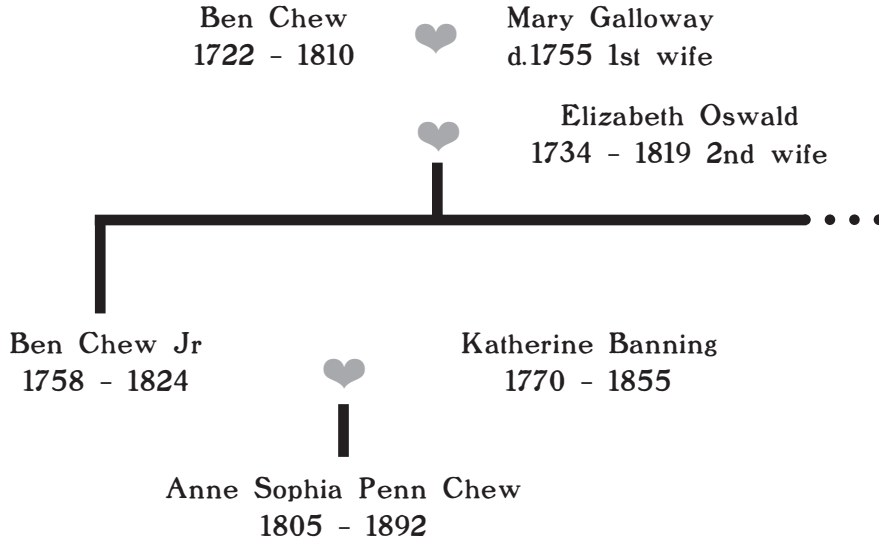 Ben Chew
1722 - 1810
Mary Galloway
d.1755 1st wife
Elizabeth Oswald
1734 - 1819 2nd wife
Ben Chew Jr
1758 - 1824
Katherine Banning
1770 - 1855
Anne Sophia Penn Chew
1805 - 1892